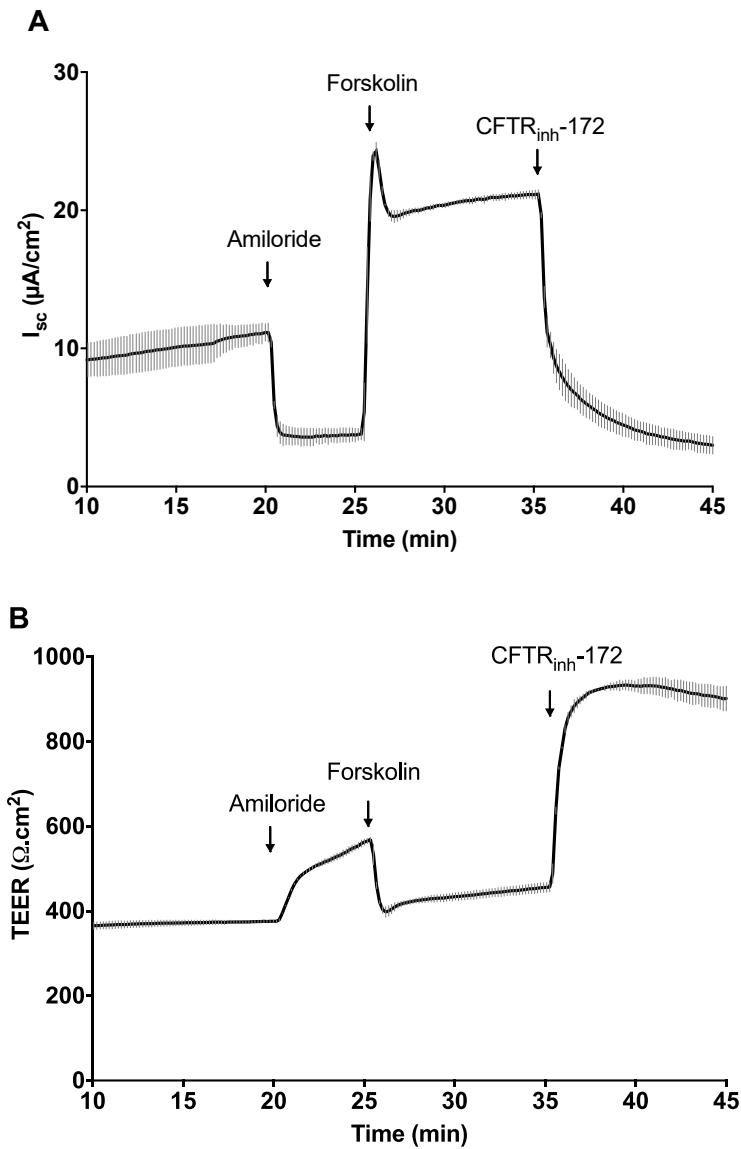 A
30
Forskolin
CFTRinh-172
20
Amiloride
Isc (µA/cm²)
10
0
10 15 20 25 30 35 40 45
Time (min)
B
1000
CFTRinh-172
800
Forskolin
Amiloride
600
TEER (Ω.cm²)
400
200
0
10 15 20 25 30 35 40 45
Time (min)